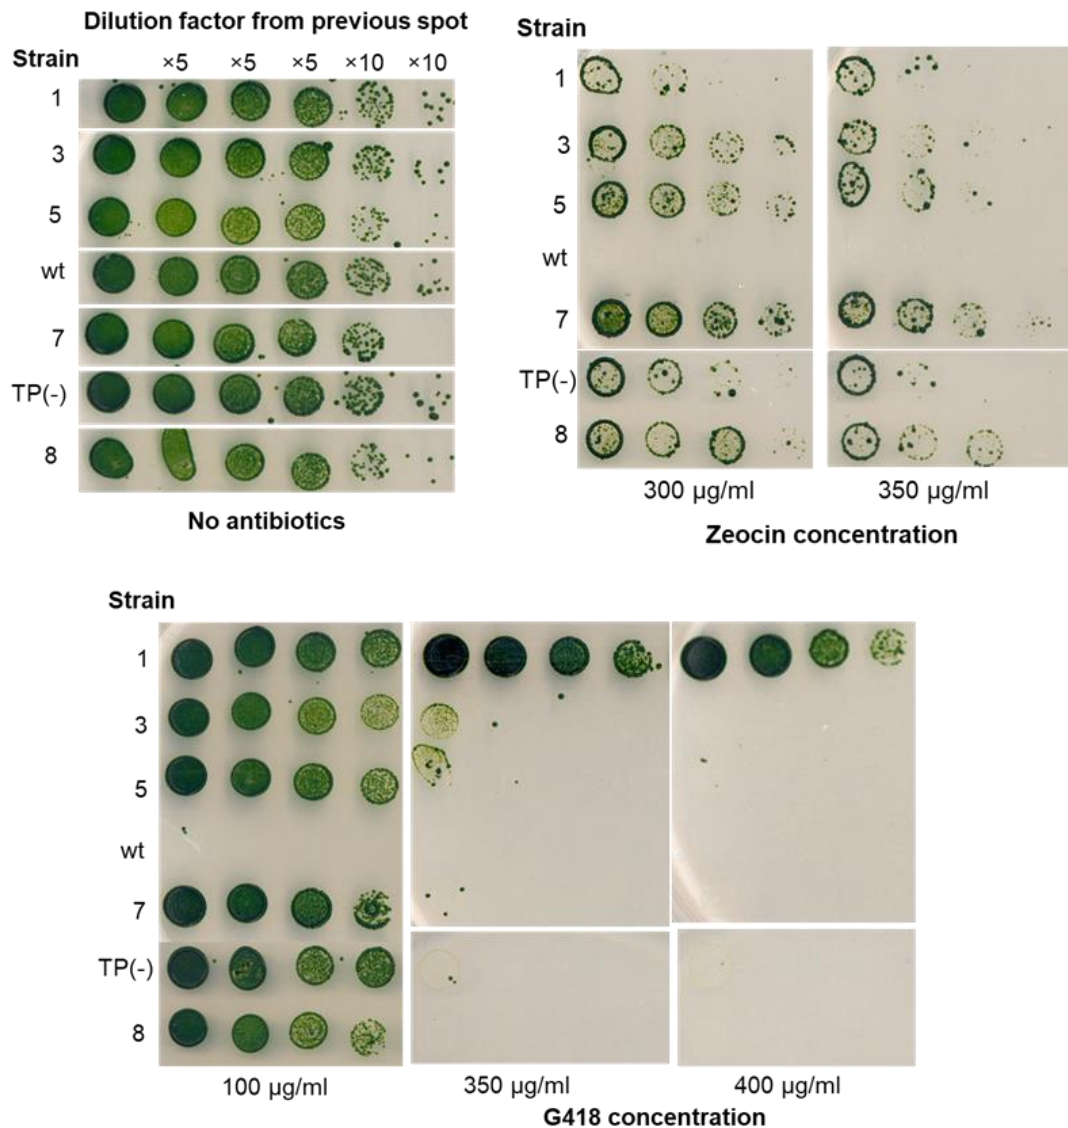 Dilution factor from previous spot
Strain ×5 ×5 ×5 ×10 ×10
1
3
5
wt
7
TP(-)
8
No antibiotics
Strain
1
3
5
wt
7
TP(-)
8
300 µg/ml 350 µg/ml
Zeocin concentration
Strain
1
3
5
wt
7
TP(-)
8
100 µg/ml 350 µg/ml 400 µg/ml
G418 concentration